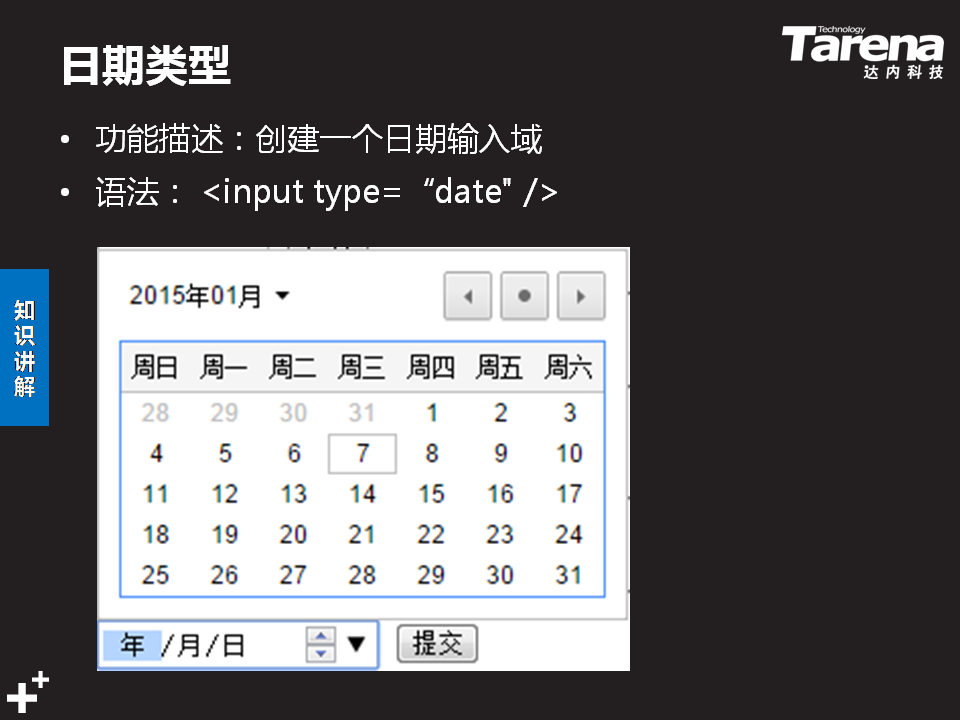 日期类型
Technology
Tarena
达内科技
• 功能描述：创建一个日期输入域
• 语法： <input type= “date" />
知识讲解
2015年01月
周日 周一 周二 周三 周四 周五 周六
28 29 30 31 1 2 3
4 5 6 7 8 9 10
11 12 13 14 15 16 17
18 19 20 21 22 23 24
25 26 27 28 29 30 31
年/月/日 提交